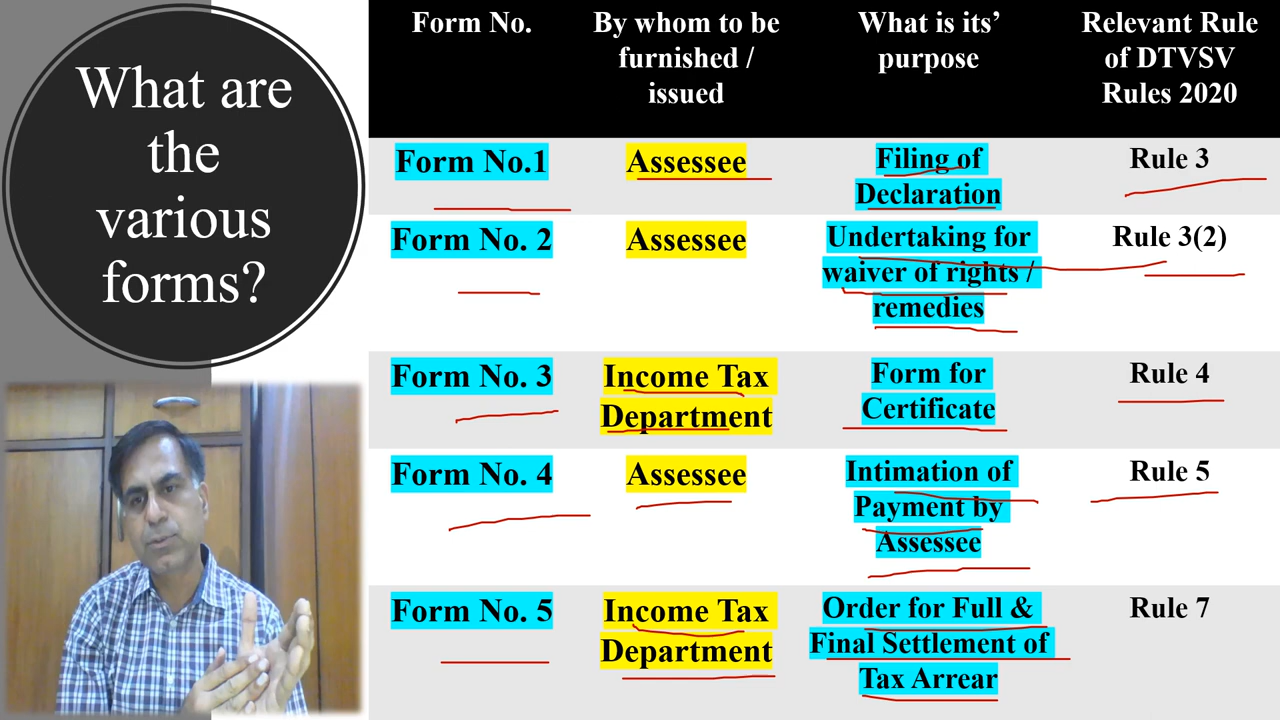 What are
the
various
forms?
Form No.
By whom to be
furnished /
issued
What is its’
purpose
Relevant Rule
of DTVSV
Rules 2020
Form No.1
Assessee
Filing of
Declaration
Rule 3
Form No. 2
Assessee
Undertaking for
waiver of rights /
remedies
Rule 3(2)
Form No. 3
Income Tax
Department
Form for
Certificate
Rule 4
Form No. 4
Assessee
Intimation of
Payment by
Assessee
Rule 5
Form No. 5
Income Tax
Department
Order for Full &
Final Settlement of
Tax Arrear
Rule 7